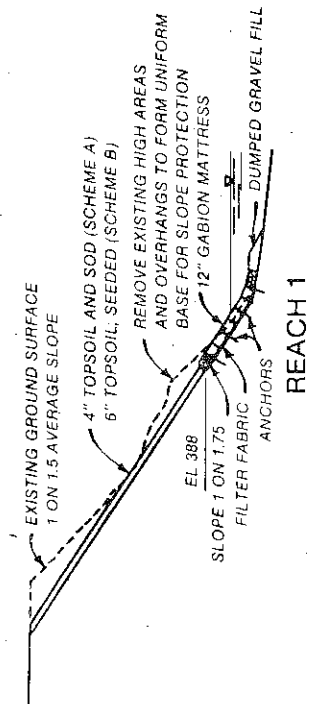 EXISTING GROUND SURFACE
1 ON 1.5 AVERAGE SLOPE
4" TOPSOIL AND SOD (SCHEME A)
6" TOPSOIL, SEEDED (SCHEME B)
REMOVE EXISTING HIGH AREAS
AND OVERHANGS TO FORM UNIFORM
BASE FOR SLOPE PROTECTION
12" GABION MATTRESS
EL 388
SLOPE 1 ON 1.75
FILTER FABRIC
ANCHORS
DUMPED GRAVEL FILL
REACH 1